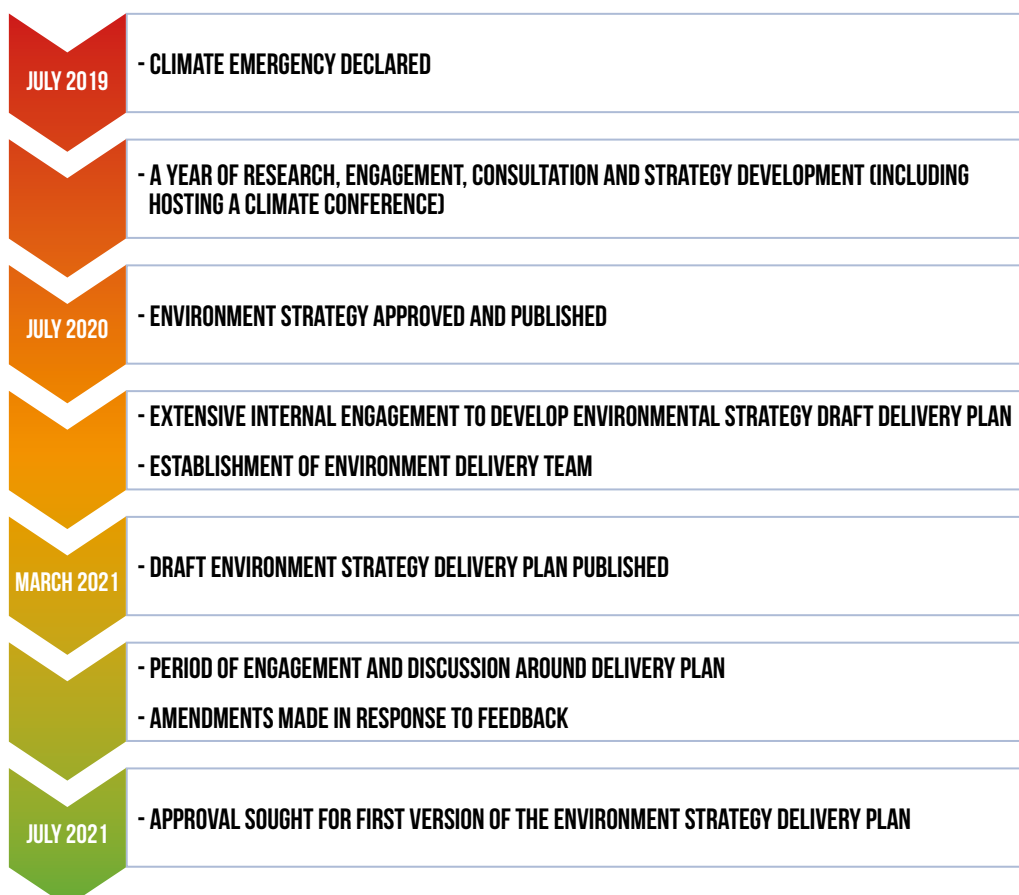 JULY 2019
- CLIMATE EMERGENCY DECLARED
- A YEAR OF RESEARCH, ENGAGEMENT, CONSULTATION AND STRATEGY DEVELOPMENT (INCLUDING
HOSTING A CLIMATE CONFERENCE)
JULY 2020
- ENVIRONMENT STRATEGY APPROVED AND PUBLISHED
- EXTENSIVE INTERNAL ENGAGEMENT TO DEVELOP ENVIRONMENTAL STRATEGY DRAFT DELIVERY PLAN
- ESTABLISHMENT OF ENVIRONMENT DELIVERY TEAM
MARCH 2021
- DRAFT ENVIRONMENT STRATEGY DELIVERY PLAN PUBLISHED
- PERIOD OF ENGAGEMENT AND DISCUSSION AROUND DELIVERY PLAN
- AMENDMENTS MADE IN RESPONSE TO FEEDBACK
JULY 2021
- APPROVAL SOUGHT FOR FIRST VERSION OF THE ENVIRONMENT STRATEGY DELIVERY PLAN